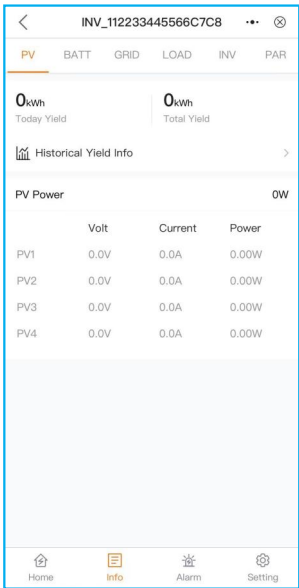 INV_112233445566C7C8
PV BATT GRID LOAD INV PAR
0kWh 0kWh
Today Yield Total Yield
Historical Yield Info
PV Power 0W
Volt Current Power
PV1 0.0V 0.0A 0.00W
PV2 0.0V 0.0A 0.00W
PV3 0.0V 0.0A 0.00W
PV4 0.0V 0.0A 0.00W
Home Info Alarm Setting